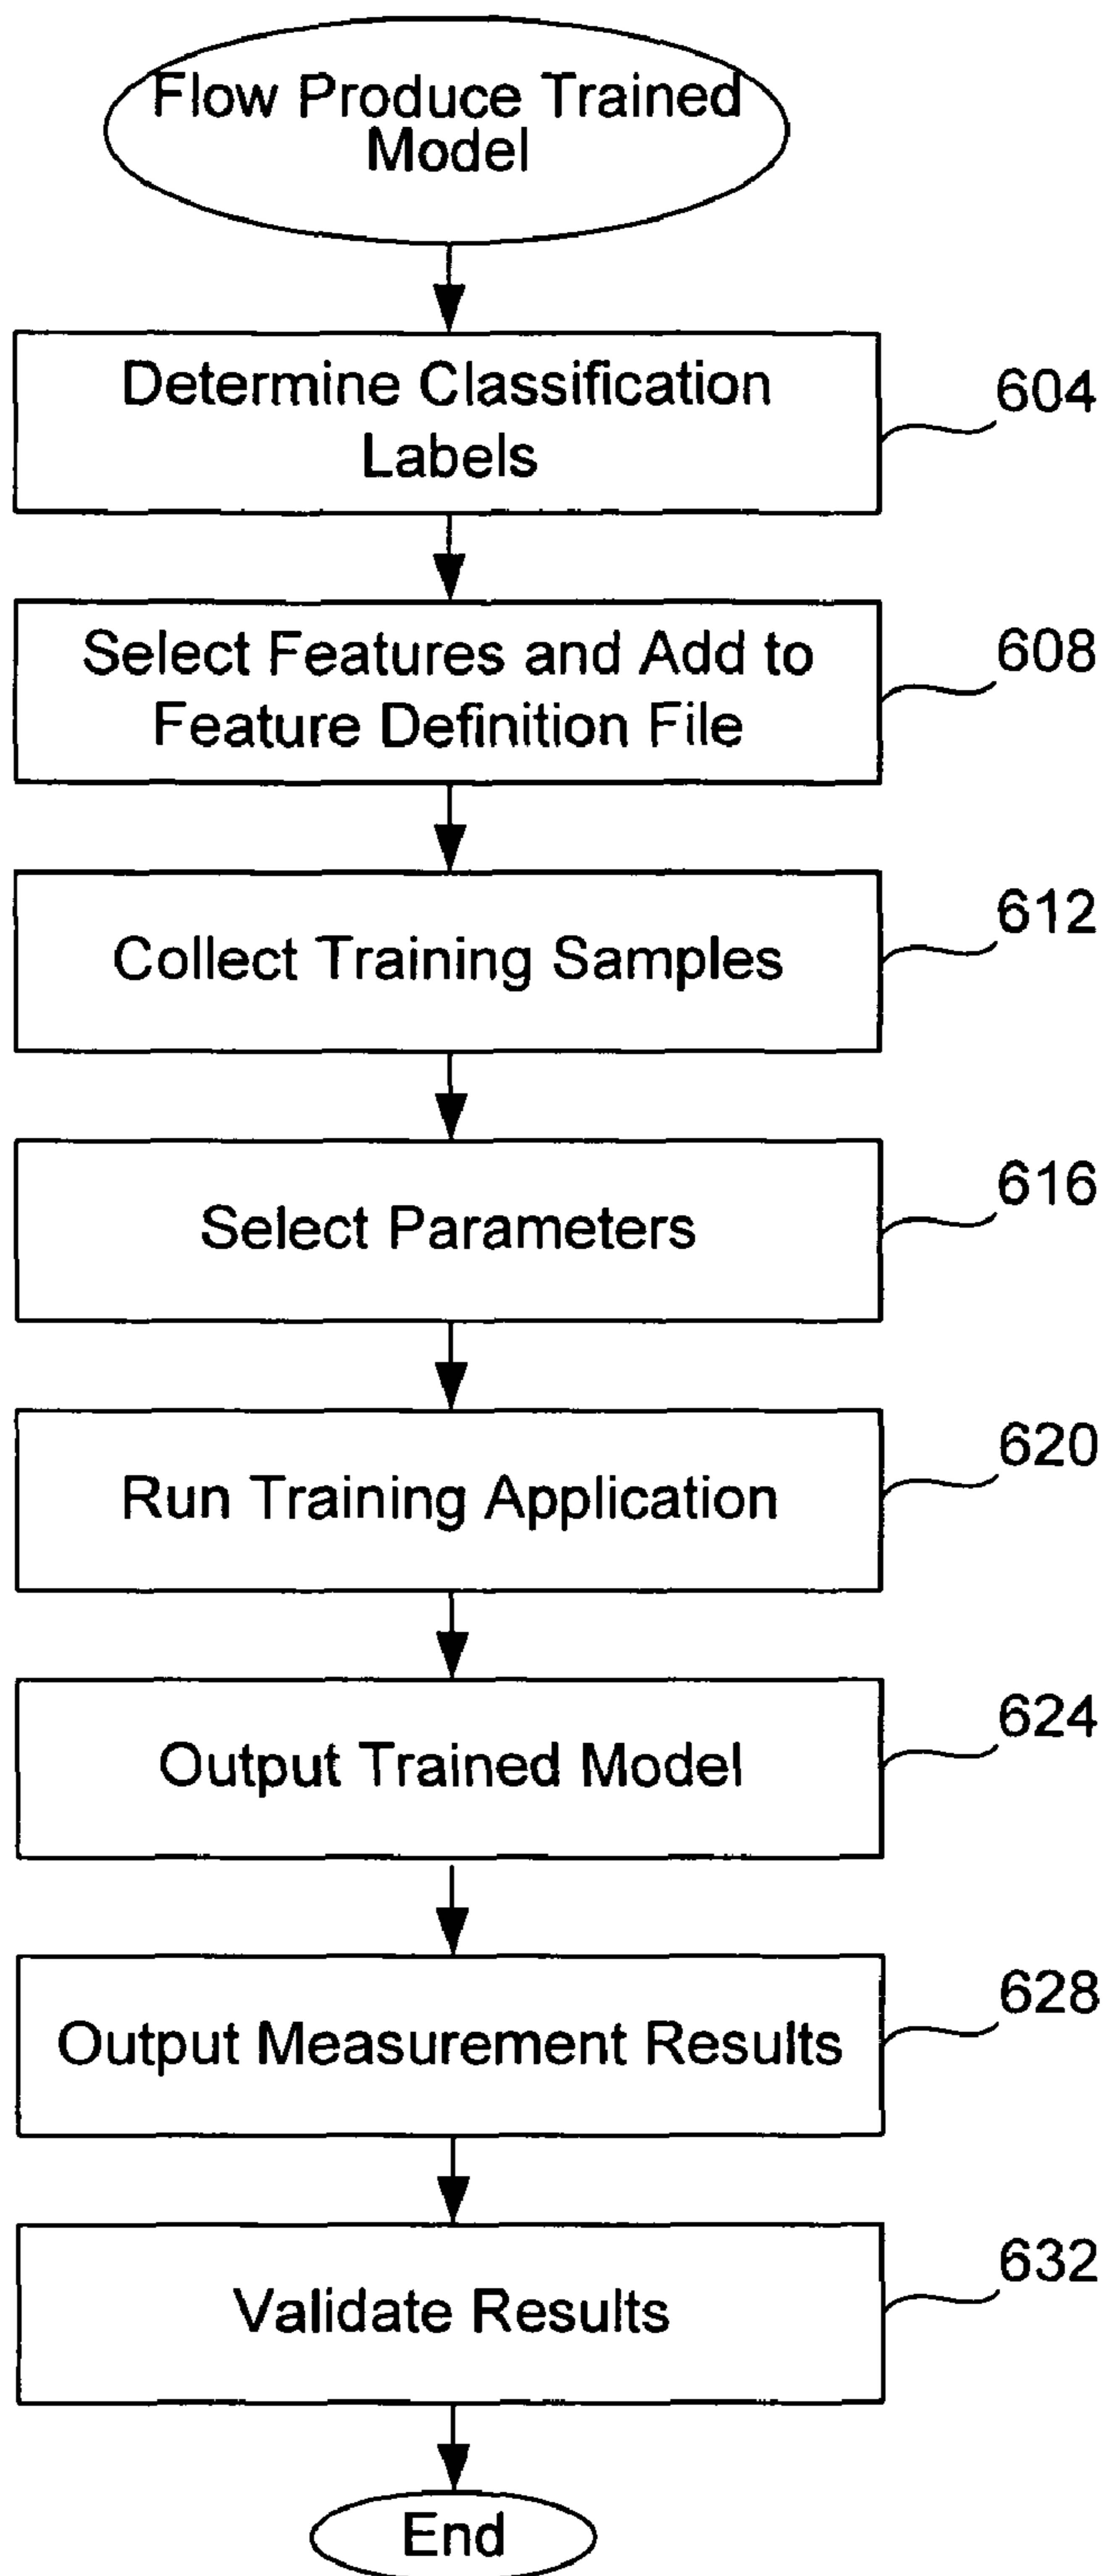 Flow Produce Trained
Model
Determine Classification
Labels
604
Select Features and Add to
Feature Definition File
608
Collect Training Samples
612
Select Parameters
616
Run Training Application
620
Output Trained Model
624
Output Measurement Results
628
Validate Results
632
End